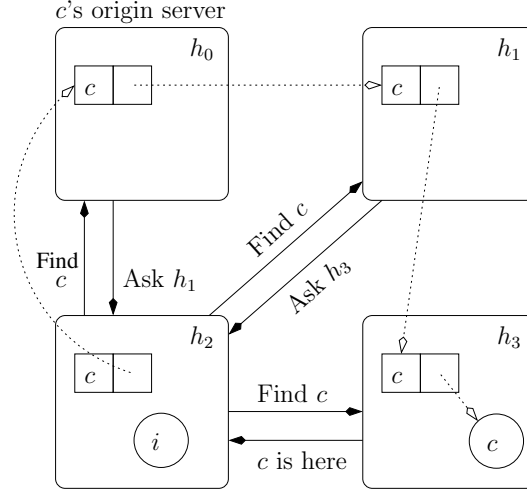 c's origin server
h₀
h₁
c
c
Find
c
Ask h₁
Find c
Ask h₃
h₂
h₃
c
c
Find c
i
c is here
c